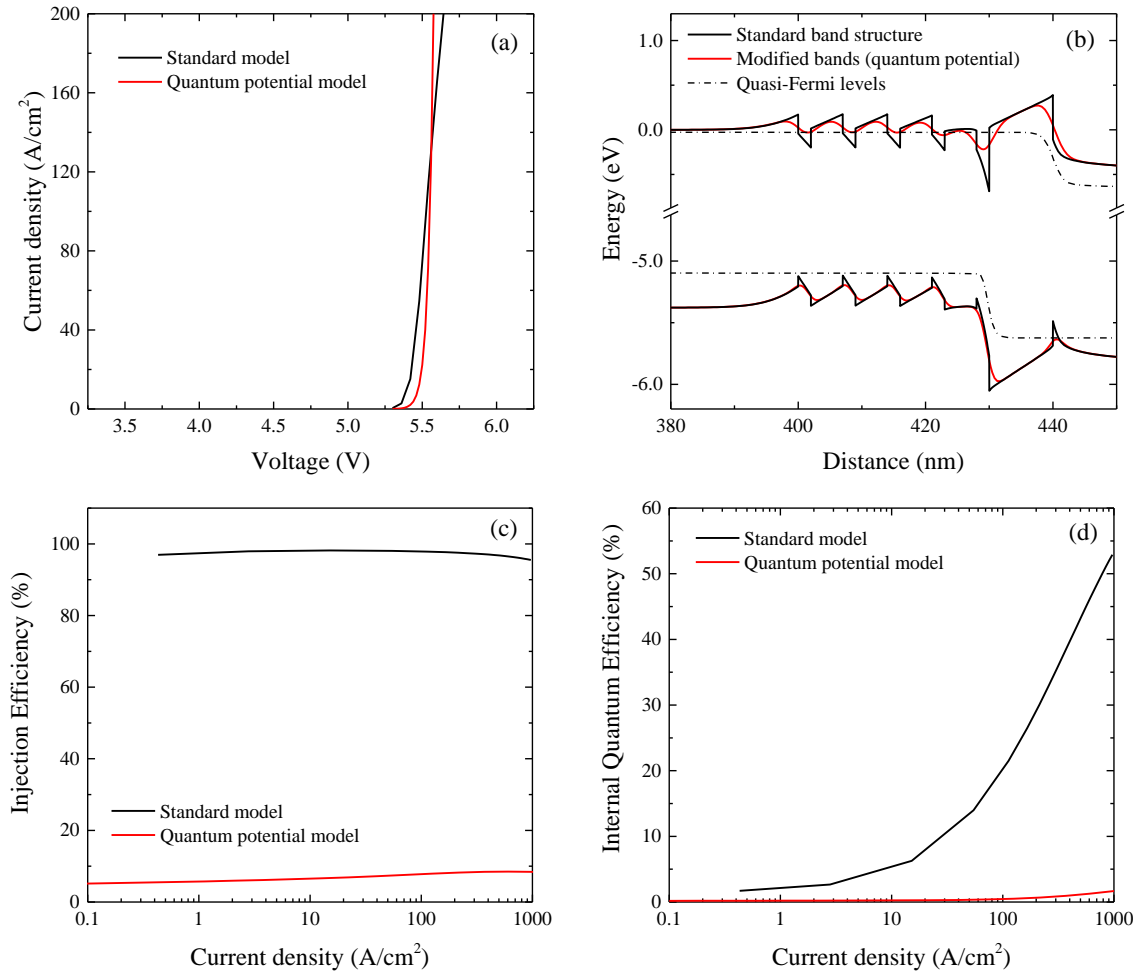 (a)
Standard model
Quantum potential model
200
160
120
80
40
0
Current density (A/cm²)
3.5 4.0 4.5 5.0 5.5 6.0
Voltage (V)
(b)
Standard band structure
Modified bands (quantum potential)
Quasi-Fermi levels
1.0
0.0
-5.0
-6.0
Energy (eV)
380 400 420 440
Distance (nm)
(c)
100
80
60
40
20
0
Injection Efficiency (%)
Standard model
Quantum potential model
0.1 1 10 100 1000
Current density (A/cm²)
(d)
Standard model
Quantum potential model
60
50
40
30
20
10
0
Internal Quantum Efficiency (%)
0.1 1 10 100 1000
Current density (A/cm²)